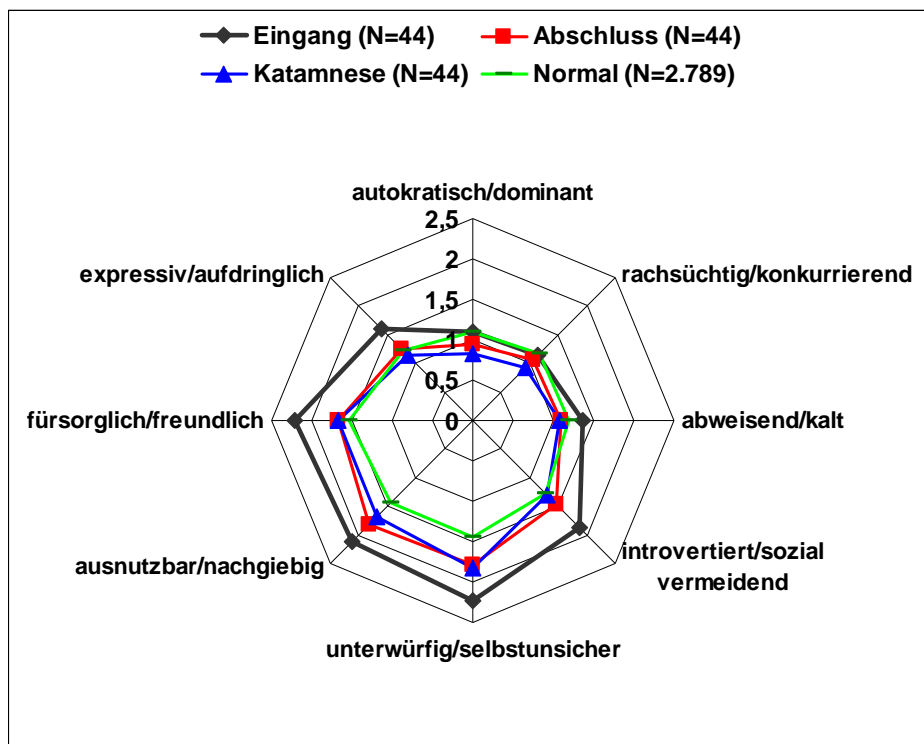 Eingang (N=44) Abschluss (N=44)
Katamnese (N=44) Normal (N=2.789)
autokratisch/dominant
2,5
expressiv/aufdringlich
rachsüchtig/konkurrierend
2
1,5
1
0,5
fürsorglich/freundlich
0
abweisend/kalt
ausnutzbar/nachgiebig
introvertiert/sozial
vermeidend
unterwürfig/selbstunsicher